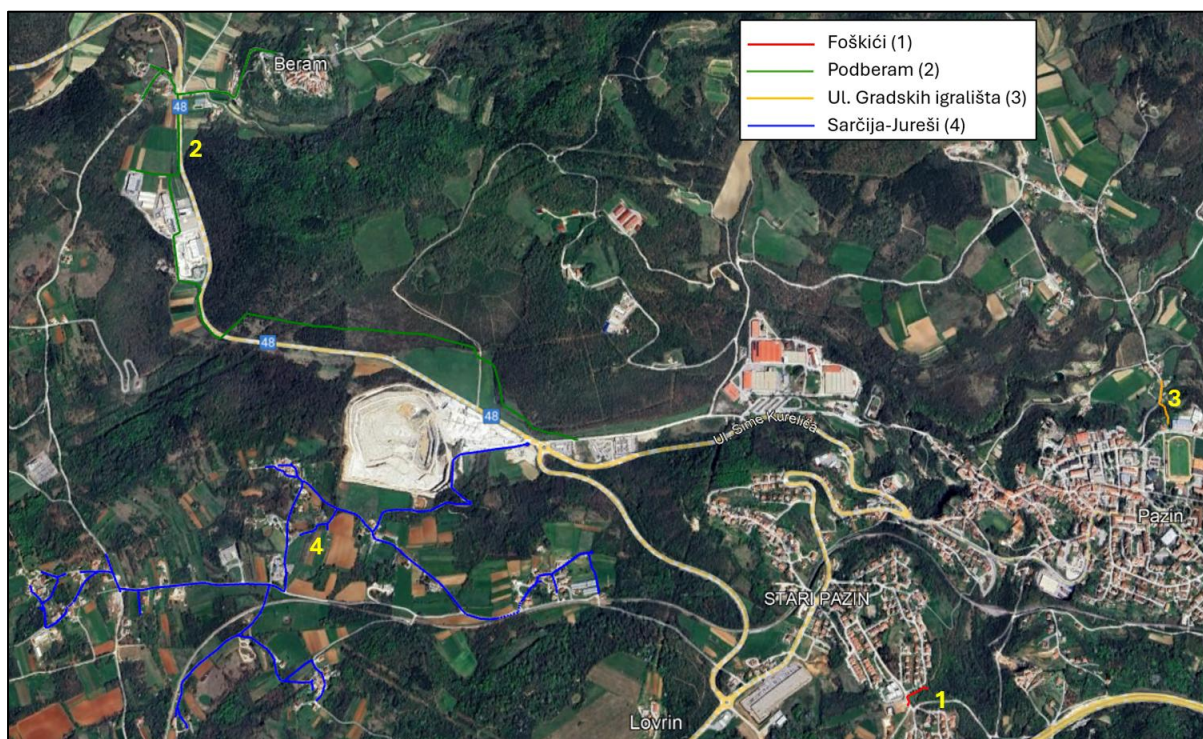 Foškići (1)
Podberam (2)
Ul. Gradskih igrališta (3)
Sarčija-Jureši (4)
Beram
48
2
48
48
Ul. Šime Kurelića
3
Pazin
4
STARI PAZIN
1
Lovrin